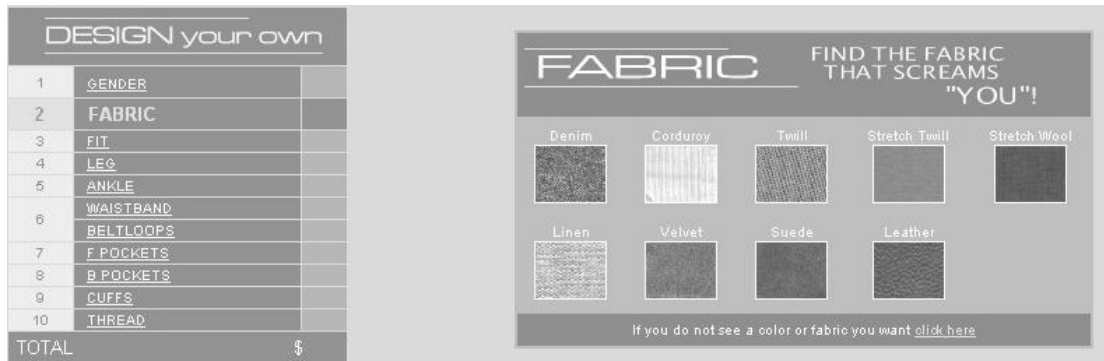 DESIGN your own
1 GENDER
2 FABRIC
3 FIT
4 LEG
5 ANKLE
6 WAISTBAND
BELTLOOPS
7 F POCKETS
8 B POCKETS
9 CUFFS
10 THREAD
TOTAL $
FABRIC
FIND THE FABRIC
THAT SCREAMS
"YOU"!
Denim Corduroy Twill Stretch Twill Stretch Wool
Linen Velvet Suede Leather
If you do not see a color or fabric you want click here